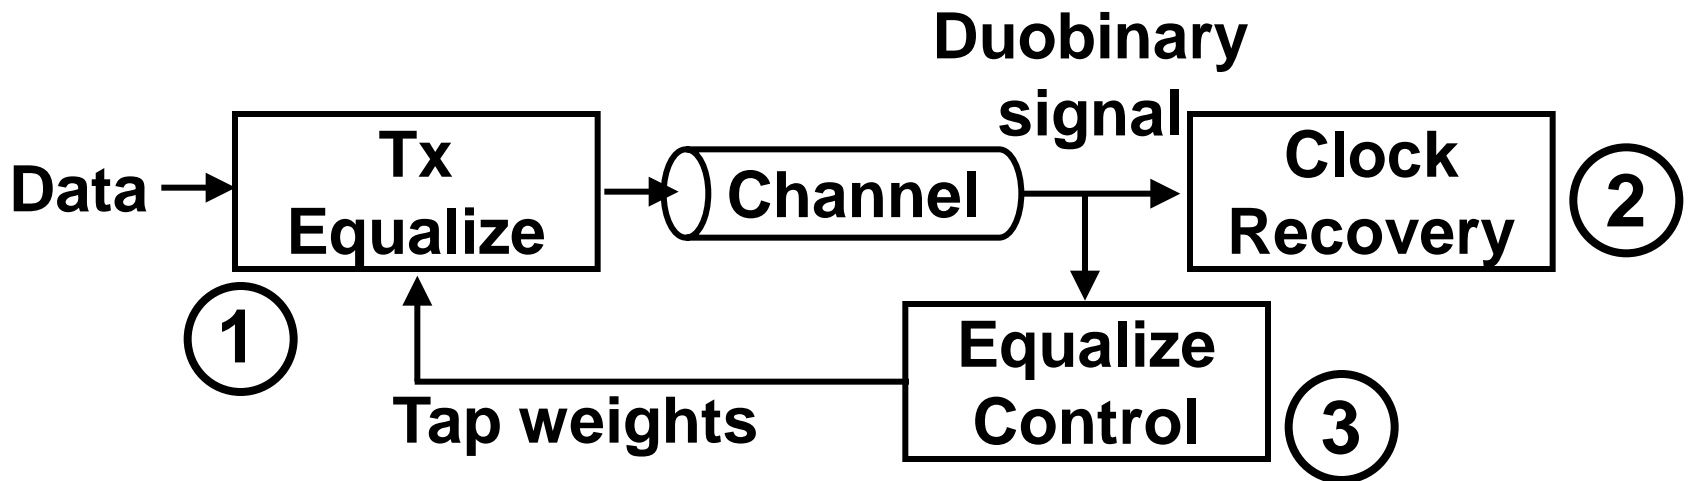 Duobinary
signal
Data
Tx
Equalize
Channel
Clock
Recovery
2
1
Equalize
Control
3
Tap weights